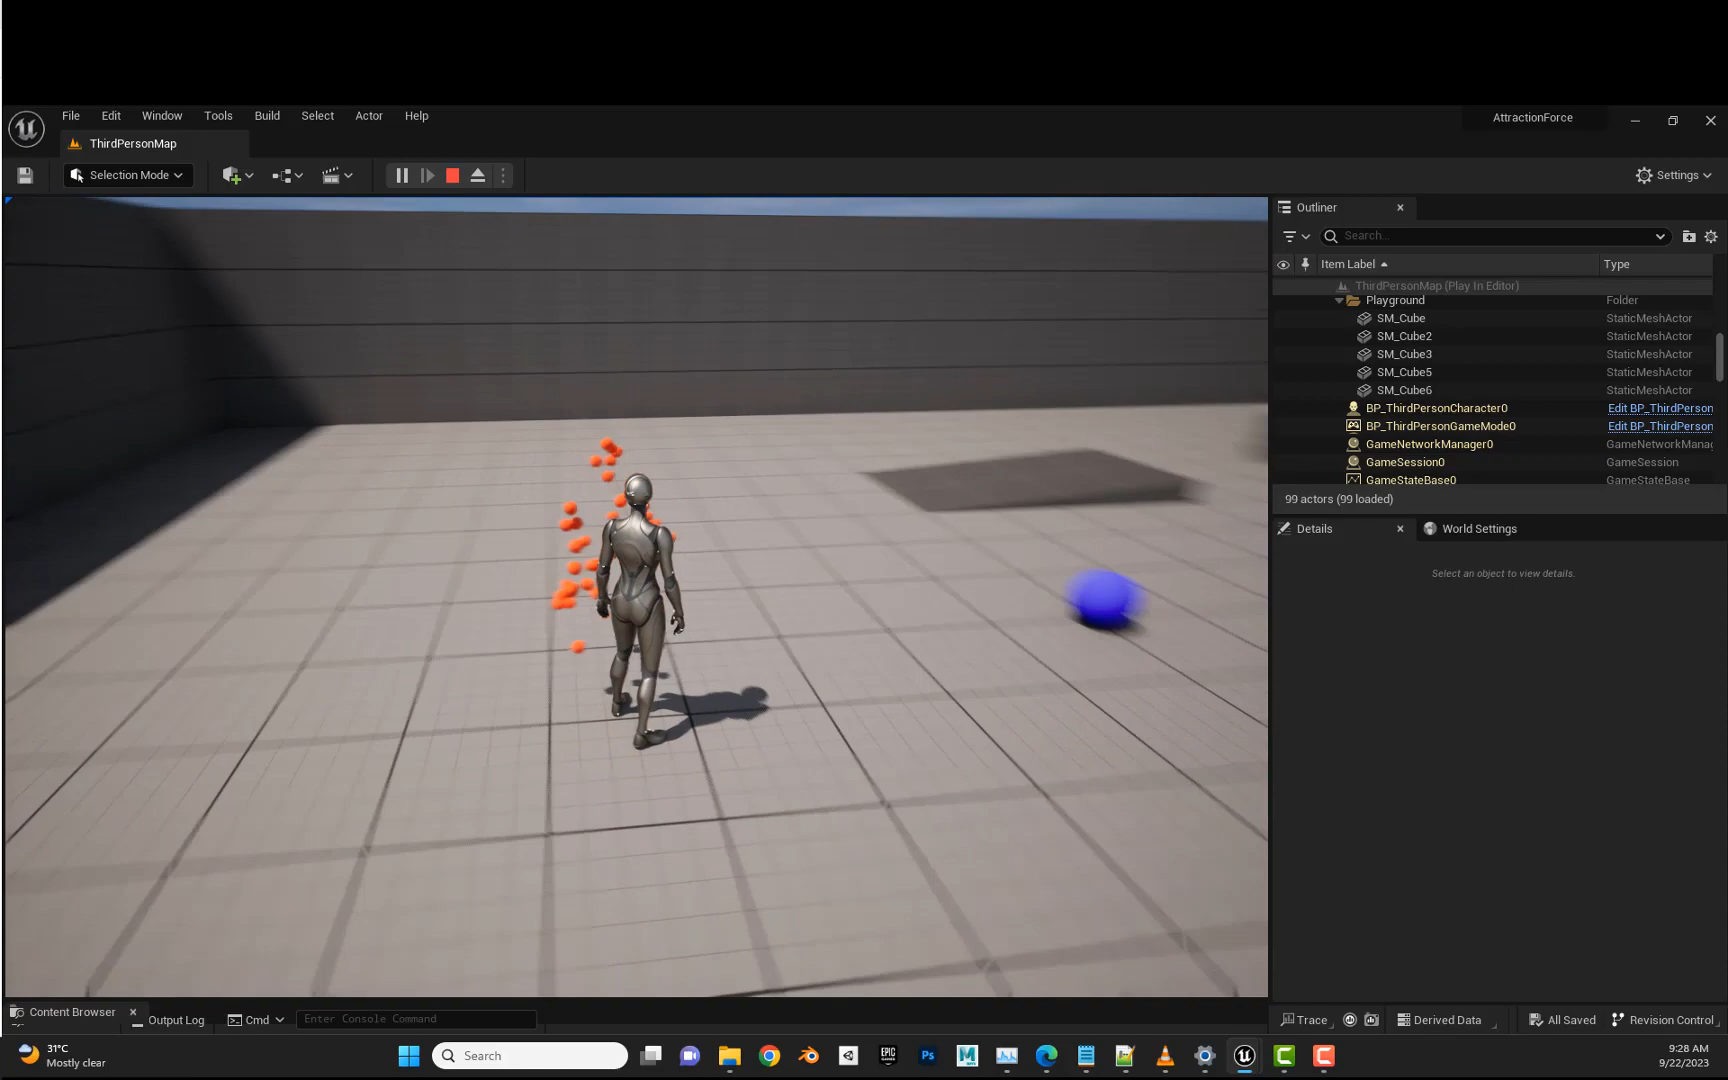 File Edit Window Tools Build Select Actor Help
AttractionForce
ThirdPersonMap
Selection Mode
Settings
Outliner
Search...
Item Label Type
ThirdPersonMap (Play In Editor)
Playground Folder
SM_Cube StaticMeshActor
SM_Cube2 StaticMeshActor
SM_Cube3 StaticMeshActor
SM_Cube5 StaticMeshActor
SM_Cube6 StaticMeshActor
BP_ThirdPersonCharacter0 Edit BP_ThirdPerson
BP_ThirdPersonGameMode0 Edit BP_ThirdPerson
GameNetworkManager0 GameNetworkManag
GameSession0 GameSession
GameStateBase0 GameStateBase
99 actors (99 loaded)
Details World Settings
Select an object to view details.
Content Browser
Output Log Cmd Enter Console Command
Trace Derived Data All Saved Revision Control
31°C
Mostly clear
Search
EPIC
GAMES
Ps
M
C
C
9:28 AM
9/22/2023